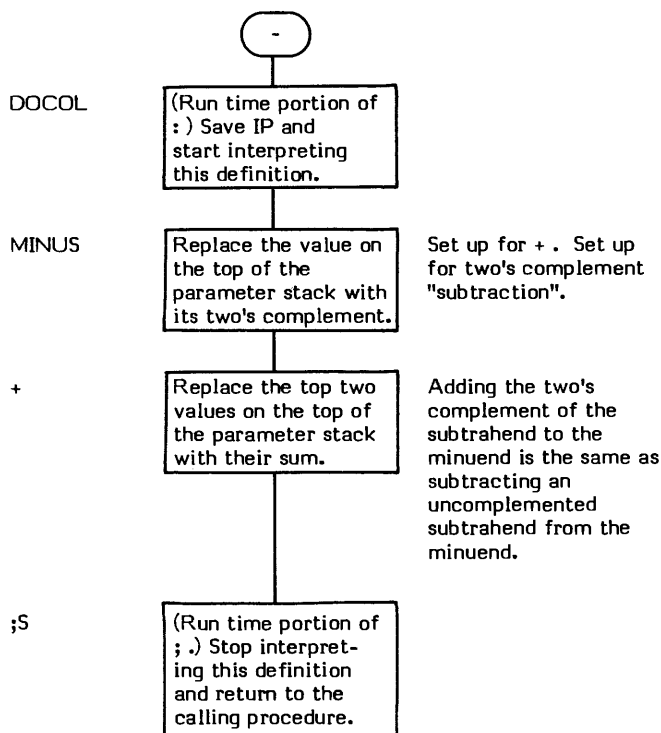 -
DOCOL
(Run time portion of
: ) Save IP and
start interpreting
this definition.
MINUS
Replace the value on
the top of the
parameter stack with
its two's complement.
Set up for + . Set up
for two's complement
"subtraction".
+
Replace the top two
values on the top of
the parameter stack
with their sum.
Adding the two's
complement of the
subtrahend to the
minuend is the same as
subtracting an
uncomplemented
subtrahend from the
minuend.
;S
(Run time portion of
; .) Stop interpret-
ing this definition
and return to the
calling procedure.